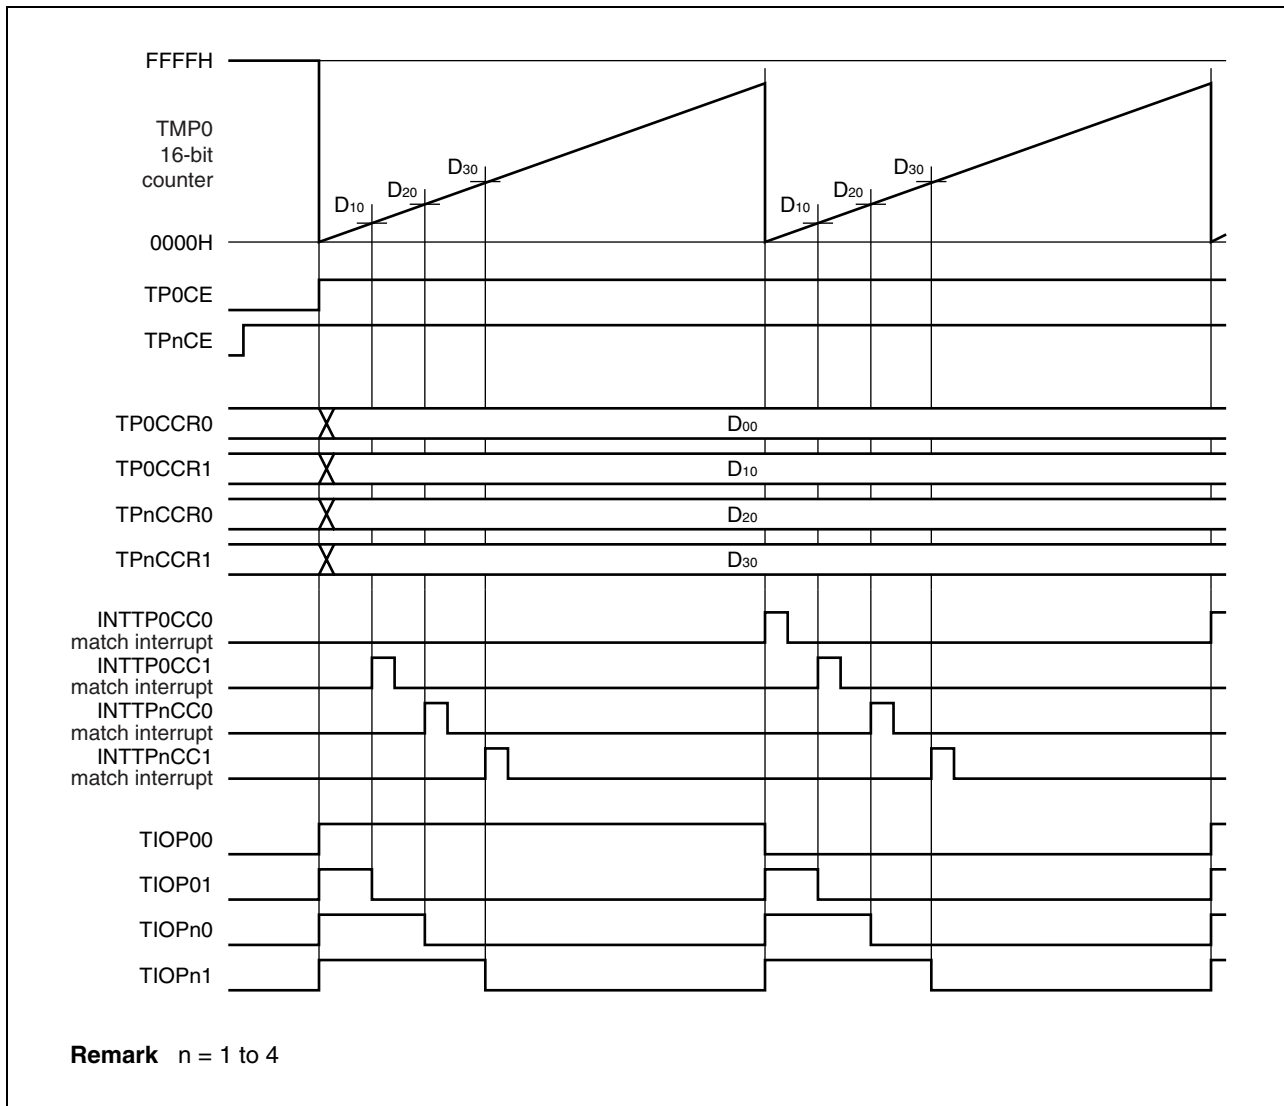 FFFFH
TMP0
16-bit
counter
D10 D20 D30 D10 D20 D30
0000H
TP0CE
TPnCE
TP0CCR0 D00
TP0CCR1 D10
TPnCCR0 D20
TPnCCR1 D30
INTTP0CC0
match interrupt
INTTP0CC1
match interrupt
INTTPnCC0
match interrupt
INTTPnCC1
match interrupt
TIOP00
TIOP01
TIOPn0
TIOPn1
Remark n = 1 to 4